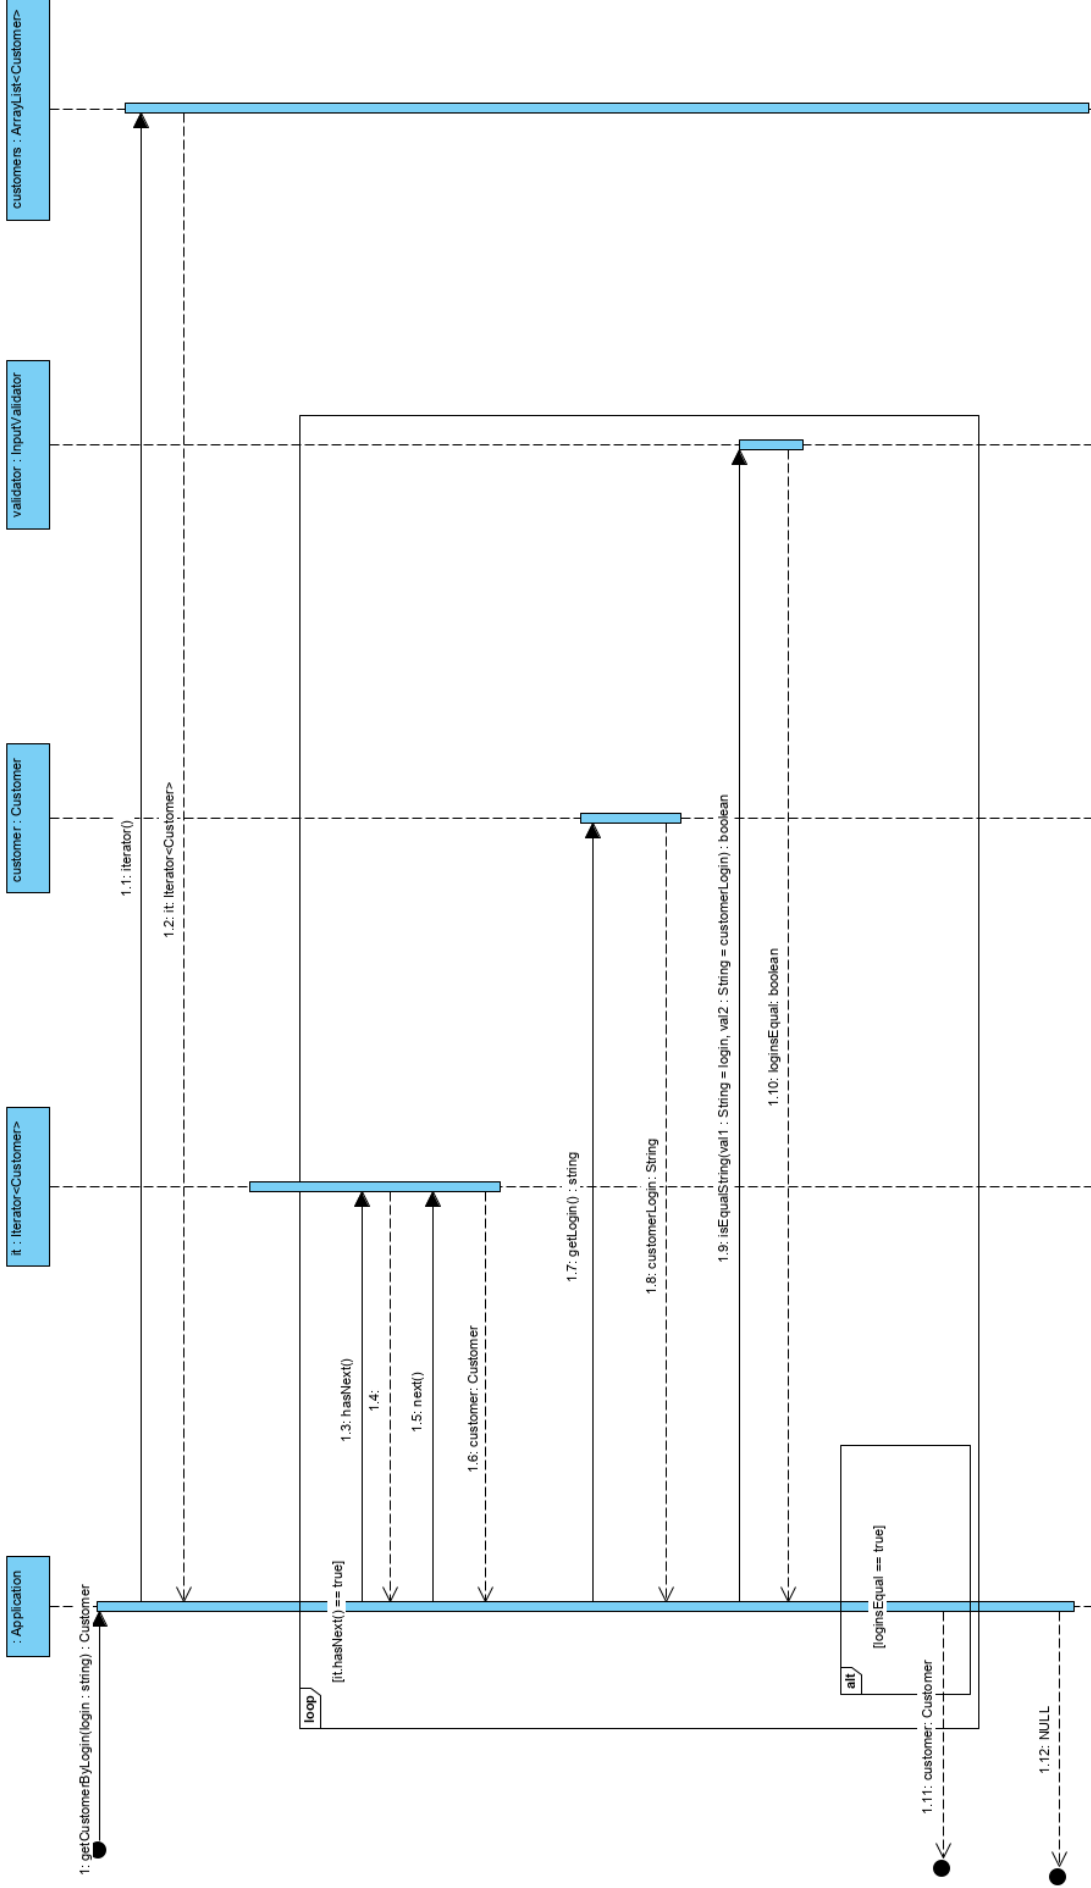 : Application
it : Iterator<Customer>
customer : Customer
validator : InputValidator
customers : ArrayList<Customer>
1: getCustomerByLogin(login : string) : Customer
1.1: iterator()
1.2: it: Iterator<Customer>
loop
[it.hasNext() == true]
1.3: hasNext()
1.4:
1.5: next()
1.6: customer: Customer
1.7: getLogin() : string
1.8: customerLogin: String
1.9: isEqualString(val1 : String = login, val2 : String = customerLogin) : boolean
1.10: loginsEqual: boolean
alt
[loginsEqual == true]
1.11: customer: Customer
1.12: NULL